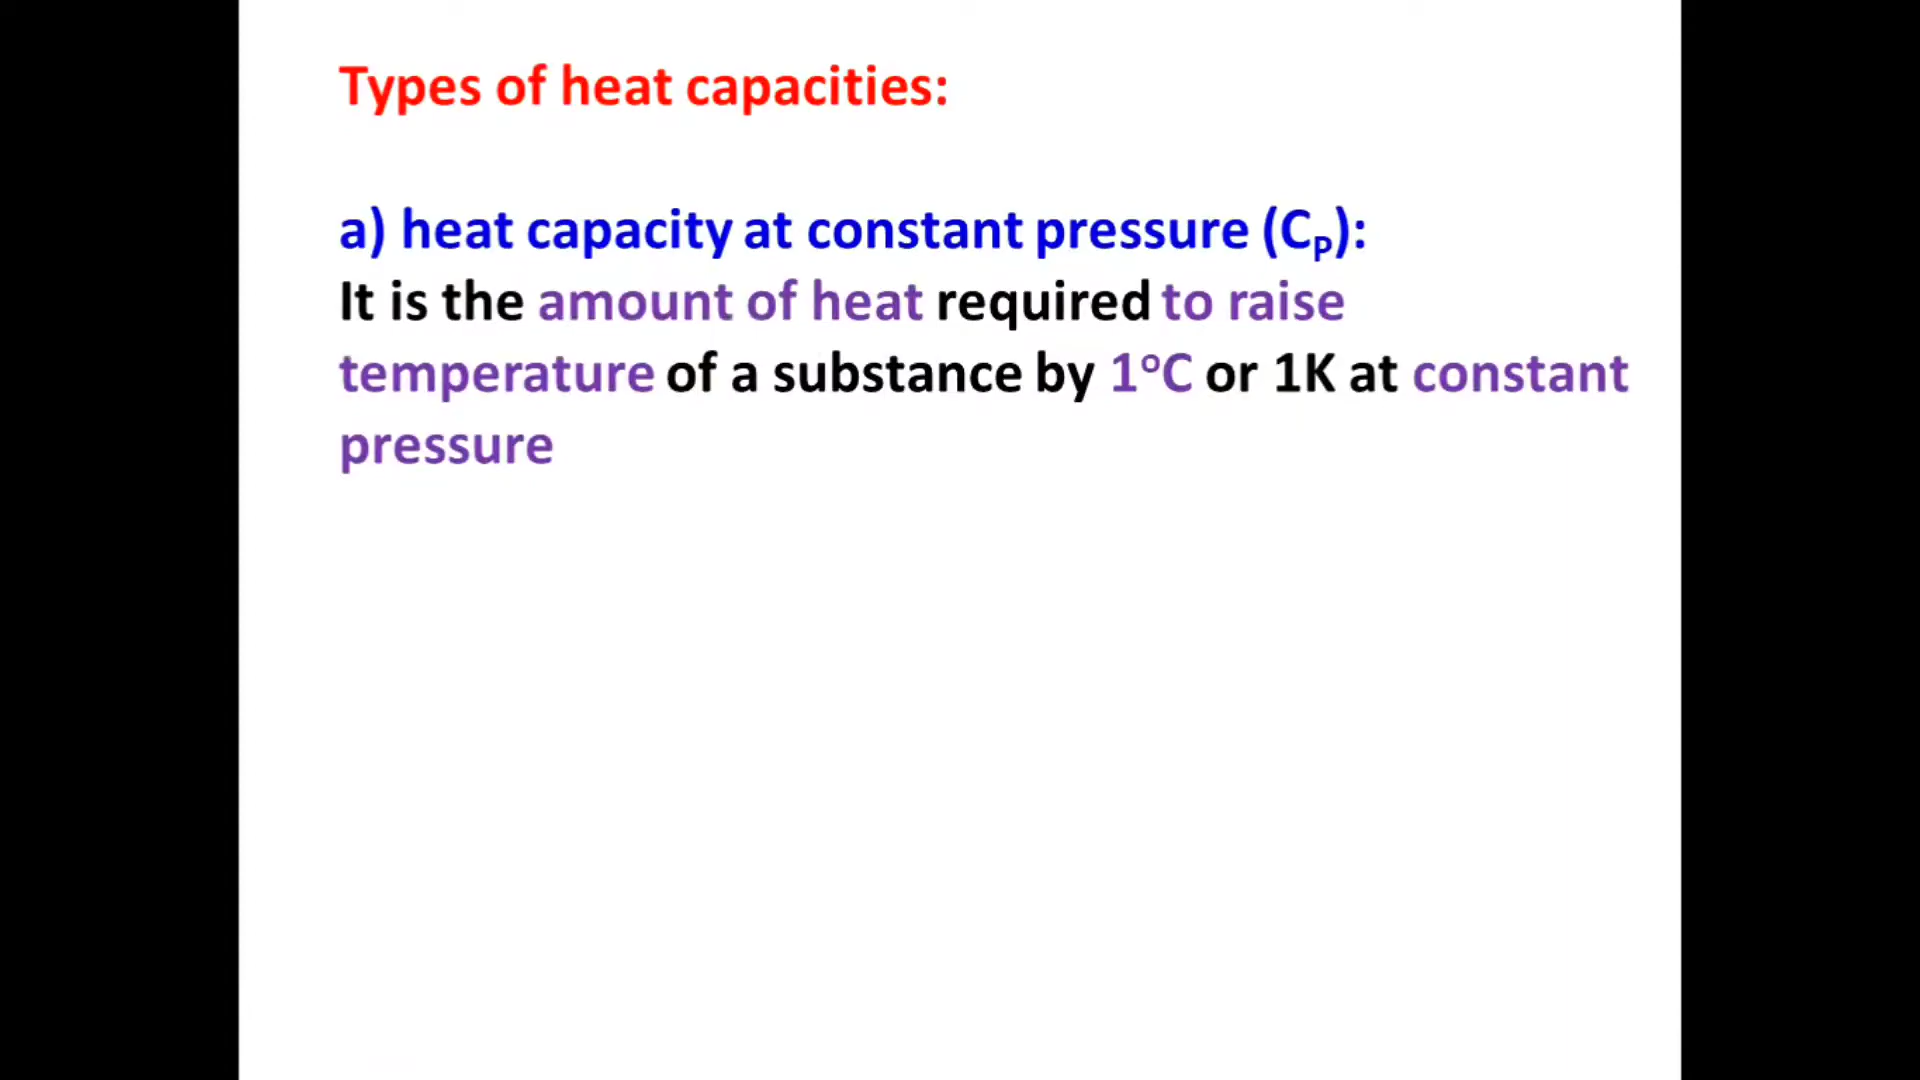 Types of heat capacities:
a) heat capacity at constant pressure (Cₚ):
It is the amount of heat required to raise
temperature of a substance by 1ᵒC or 1K at constant
pressure